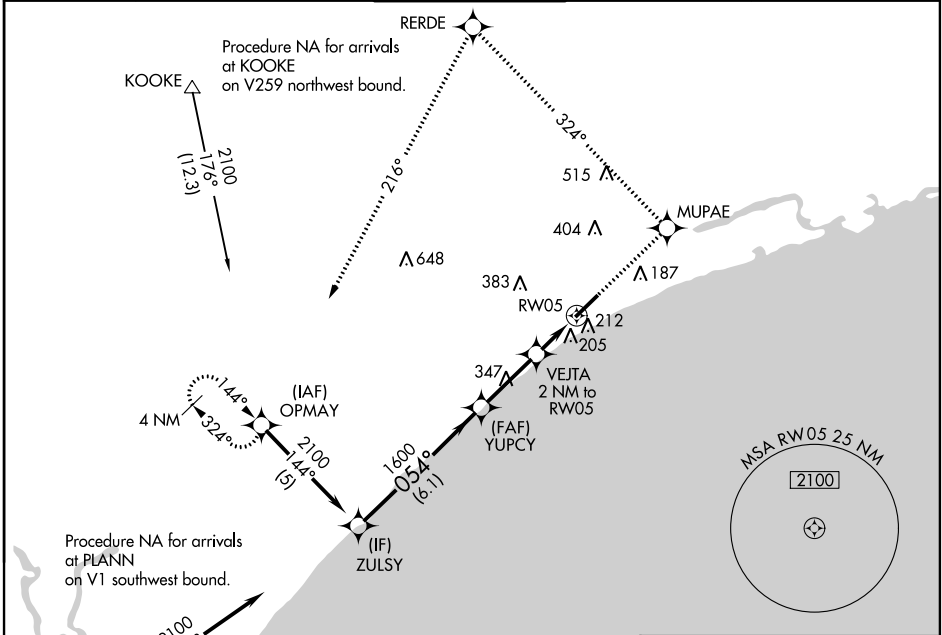 RERDE
Procedure NA for arrivals
at KOOKE
on V259 northwest bound.
KOOKE
2100
176°
(12.3)
216°
324°
515
MUPAE
404
648
187
383
RW05
212
205
347
VEJTA
2 NM to
RW05
(IAF)
OPMAY
144°
4 NM
324°
(FAF)
YUPCY
2100
144°
(5)
1600
054°
(6.1)
MSA RW05 25 NM
2100
(IF)
ZULSY
Procedure NA for arrivals
at PLANN
on V1 southwest bound.
2100